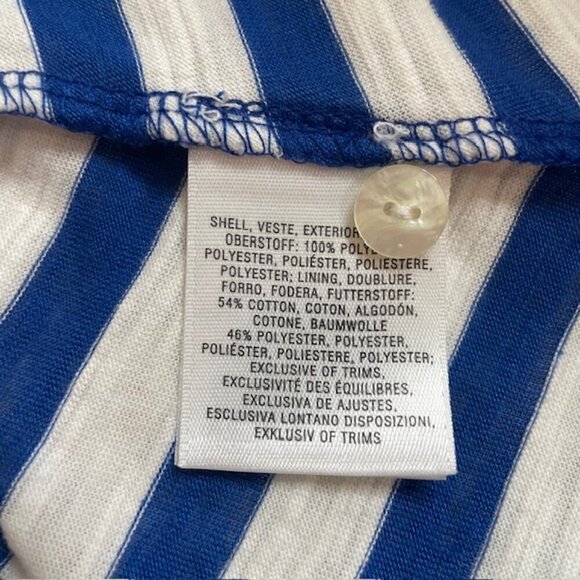 SHELL, VESTE, EXTERIOR
OBERSTOFF: 100%
POLYESTER, POLIÉSTER, POLIESTERE,
POLYESTER; LINING, DOUBLURE,
FORRO, FODERA, FUTTERSTOFF:
54% COTTON, COTON, ALGODÓN,
COTONE, BAUMWOLLE
46% POLYESTER, POLYESTER,
POLIÉSTER, POLIESTERE, POLYESTER;
EXCLUSIVE OF TRIMS,
EXCLUSIVITÉ DES ÉQUILIBRES,
EXCLUSIVA DE AJUSTES,
ESCLUSIVA LONTANO DISPOSIZIONI,
EXKLUSIV OF TRIMS